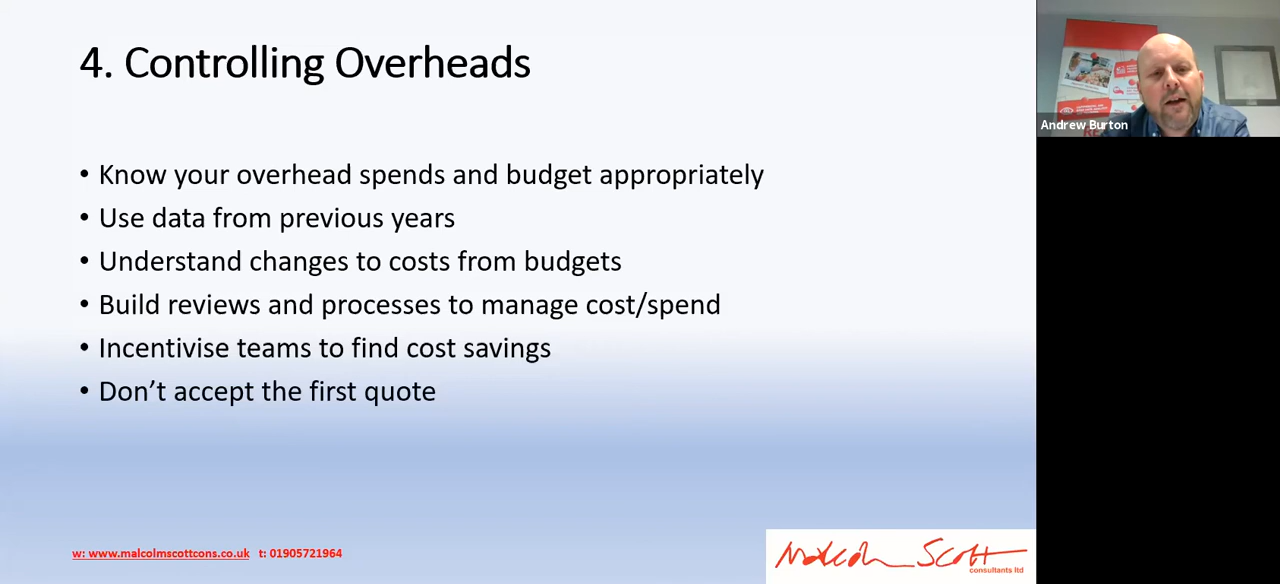 4. Controlling Overheads
• Know your overhead spends and budget appropriately
• Use data from previous years
• Understand changes to costs from budgets
• Build reviews and processes to manage cost/spend
• Incentivise teams to find cost savings
• Don’t accept the first quote
w: www.malcolmscottcons.co.uk t: 01905721964
Malcolm Scott
consultants ltd
Andrew Burton